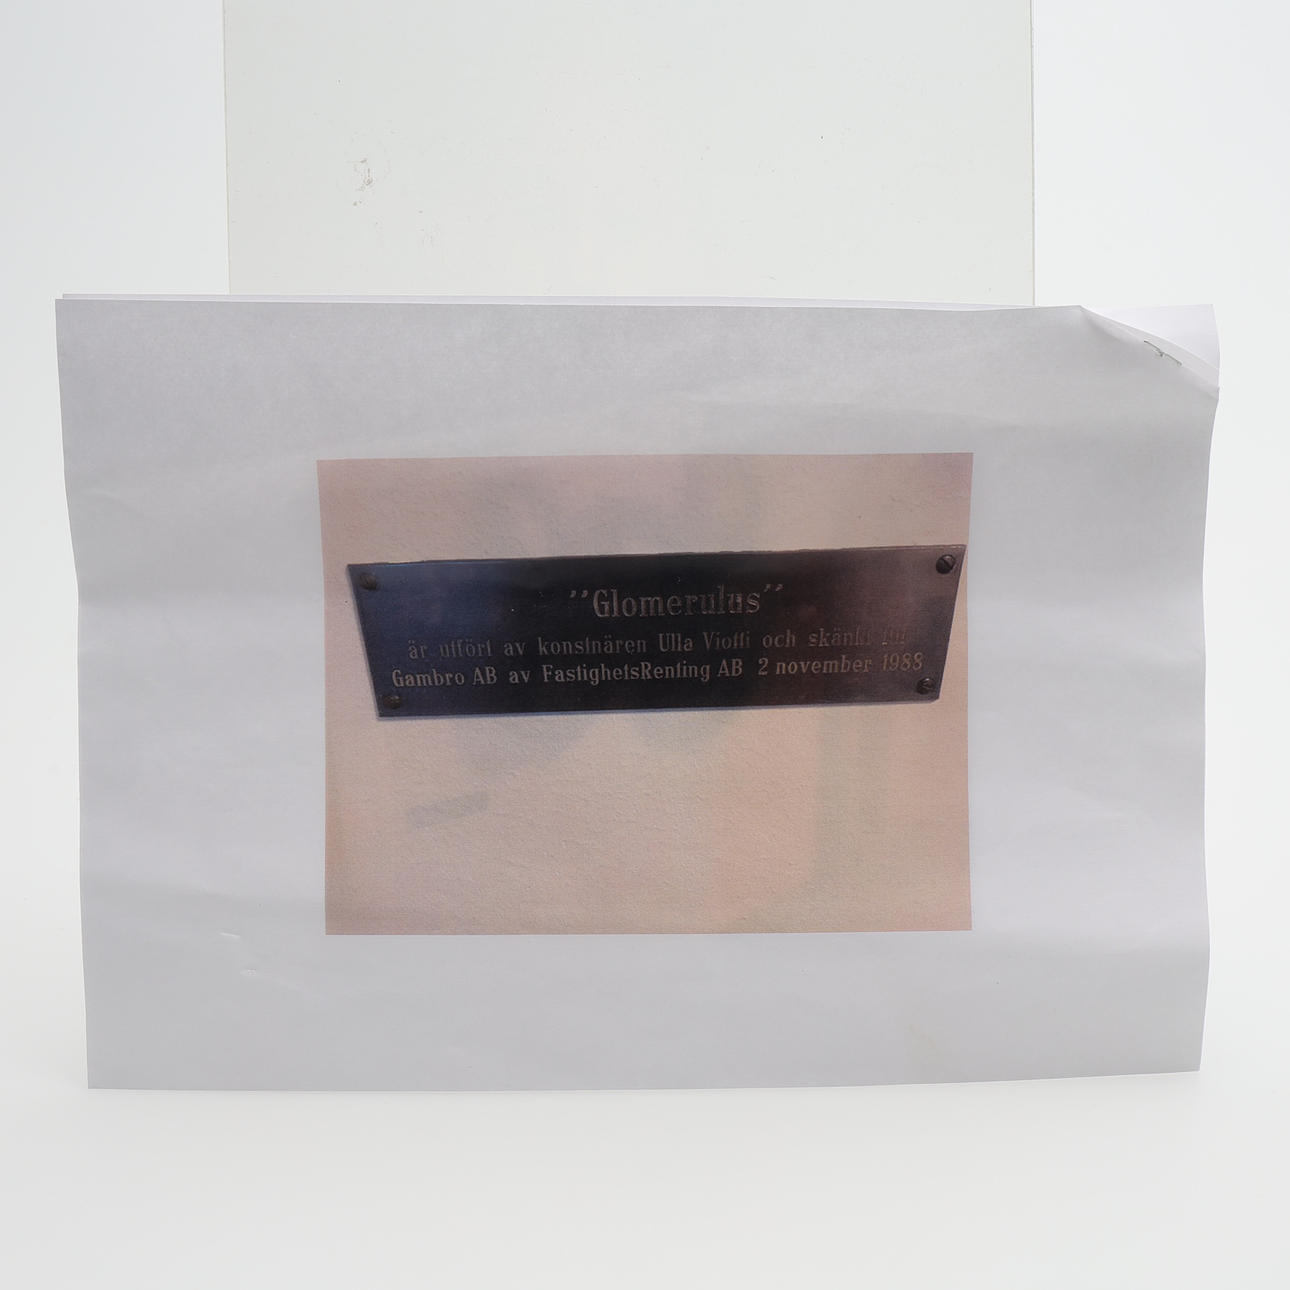 "Glomerulus"
är utfört av konstnären Ulla Viotti och skänkt till
Gambro AB av FastighetsRenting AB 2 november 1988